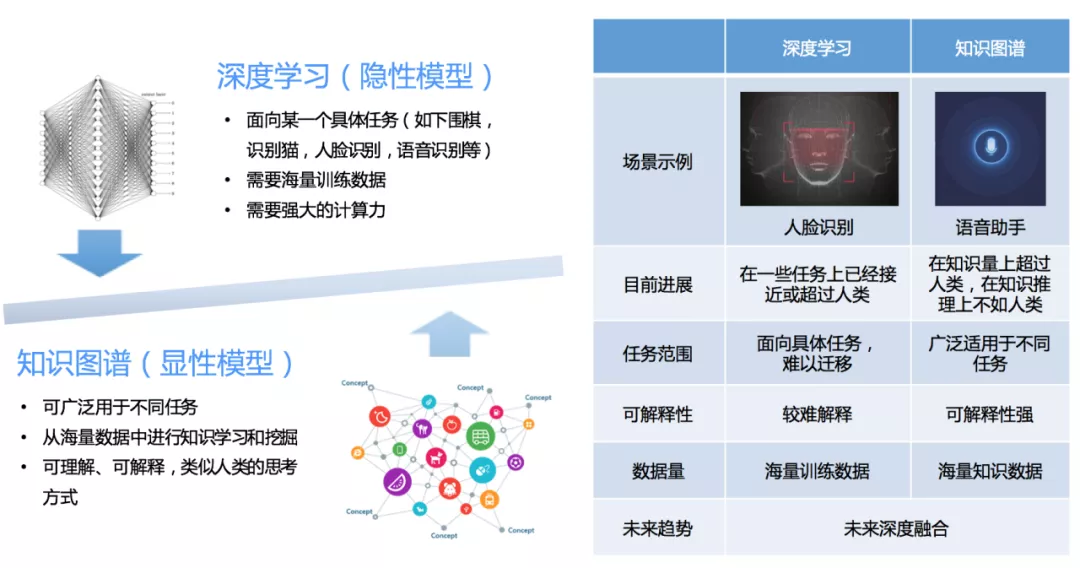 深度学习（隐性模型）
• 面向某一个具体任务（如下围棋，
识别猫，人脸识别，语音识别等）
• 需要海量训练数据
• 需要强大的计算力
知识图谱（显性模型）
• 可广泛用于不同任务
• 从海量数据中进行知识学习和挖掘
• 可理解、可解释，类似人类的思考
方式
Concept
Concept
Concept
Concept
Concept
Concept
深度学习 知识图谱
场景示例 人脸识别 语音助手
目前进展 在一些任务上已经接 在知识量上超过
近或超过人类 人类，在知识推
理上不如人类
任务范围 面向具体任务， 广泛适用于不同
难以迁移 任务
可解释性 较难解释 可解释性强
数据量 海量训练数据 海量知识数据
未来趋势 未来深度融合